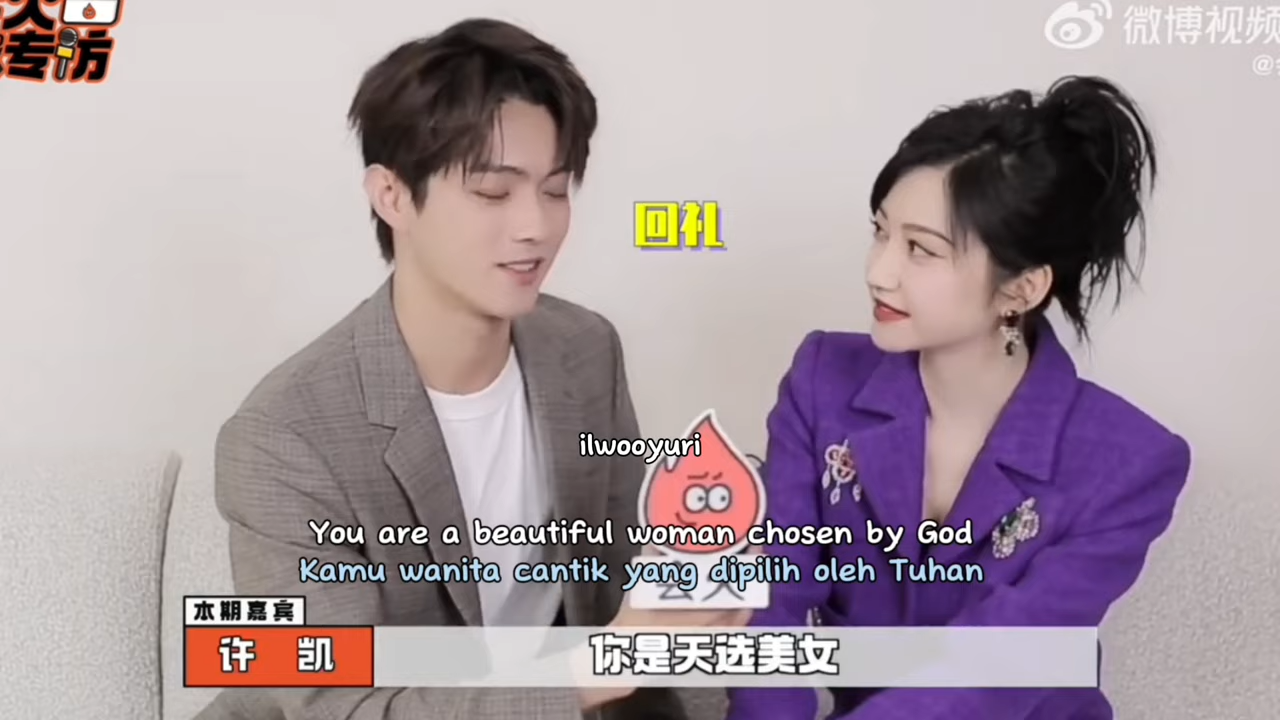 专访
微博视频
回礼
ilwooyuri
You are a beautiful woman chosen by God
Kamu wanita cantik yang dipilih oleh Tuhan
本期嘉宾
许凯
你是天选美女